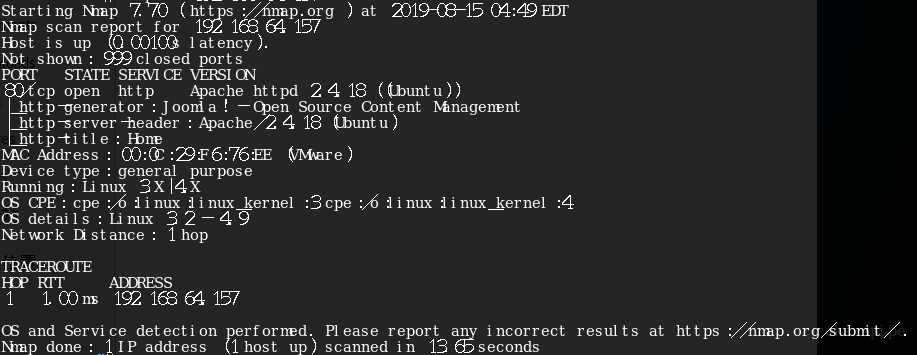 Starting Nmap 7.70 ( https://nmap.org ) at 2019-08-15 04:49 EDT
Nmap scan report for 192.168.64.157
Host is up (0.00100s latency).
Not shown: 999 closed ports
PORT   STATE SERVICE VERSION
80/tcp open  http    Apache httpd 2.4.18 ((Ubuntu))
|_http-generator: Joomla! - Open Source Content Management
|_http-server-header: Apache/2.4.18 (Ubuntu)
|_http-title: Home
MAC Address: 00:0C:29:F6:76:EE (VMware)
Device type: general purpose
Running: Linux 3.X|4.X
OS CPE: cpe:/o:linux:linux_kernel:3 cpe:/o:linux:linux_kernel:4
OS details: Linux 3.2 - 4.9
Network Distance: 1 hop
TRACEROUTE
HOP RTT     ADDRESS
1   1.00 ms 192.168.64.157
OS and Service detection performed. Please report any incorrect results at https://nmap.org/submit/ .
Nmap done: 1 IP address (1 host up) scanned in 13.65 seconds